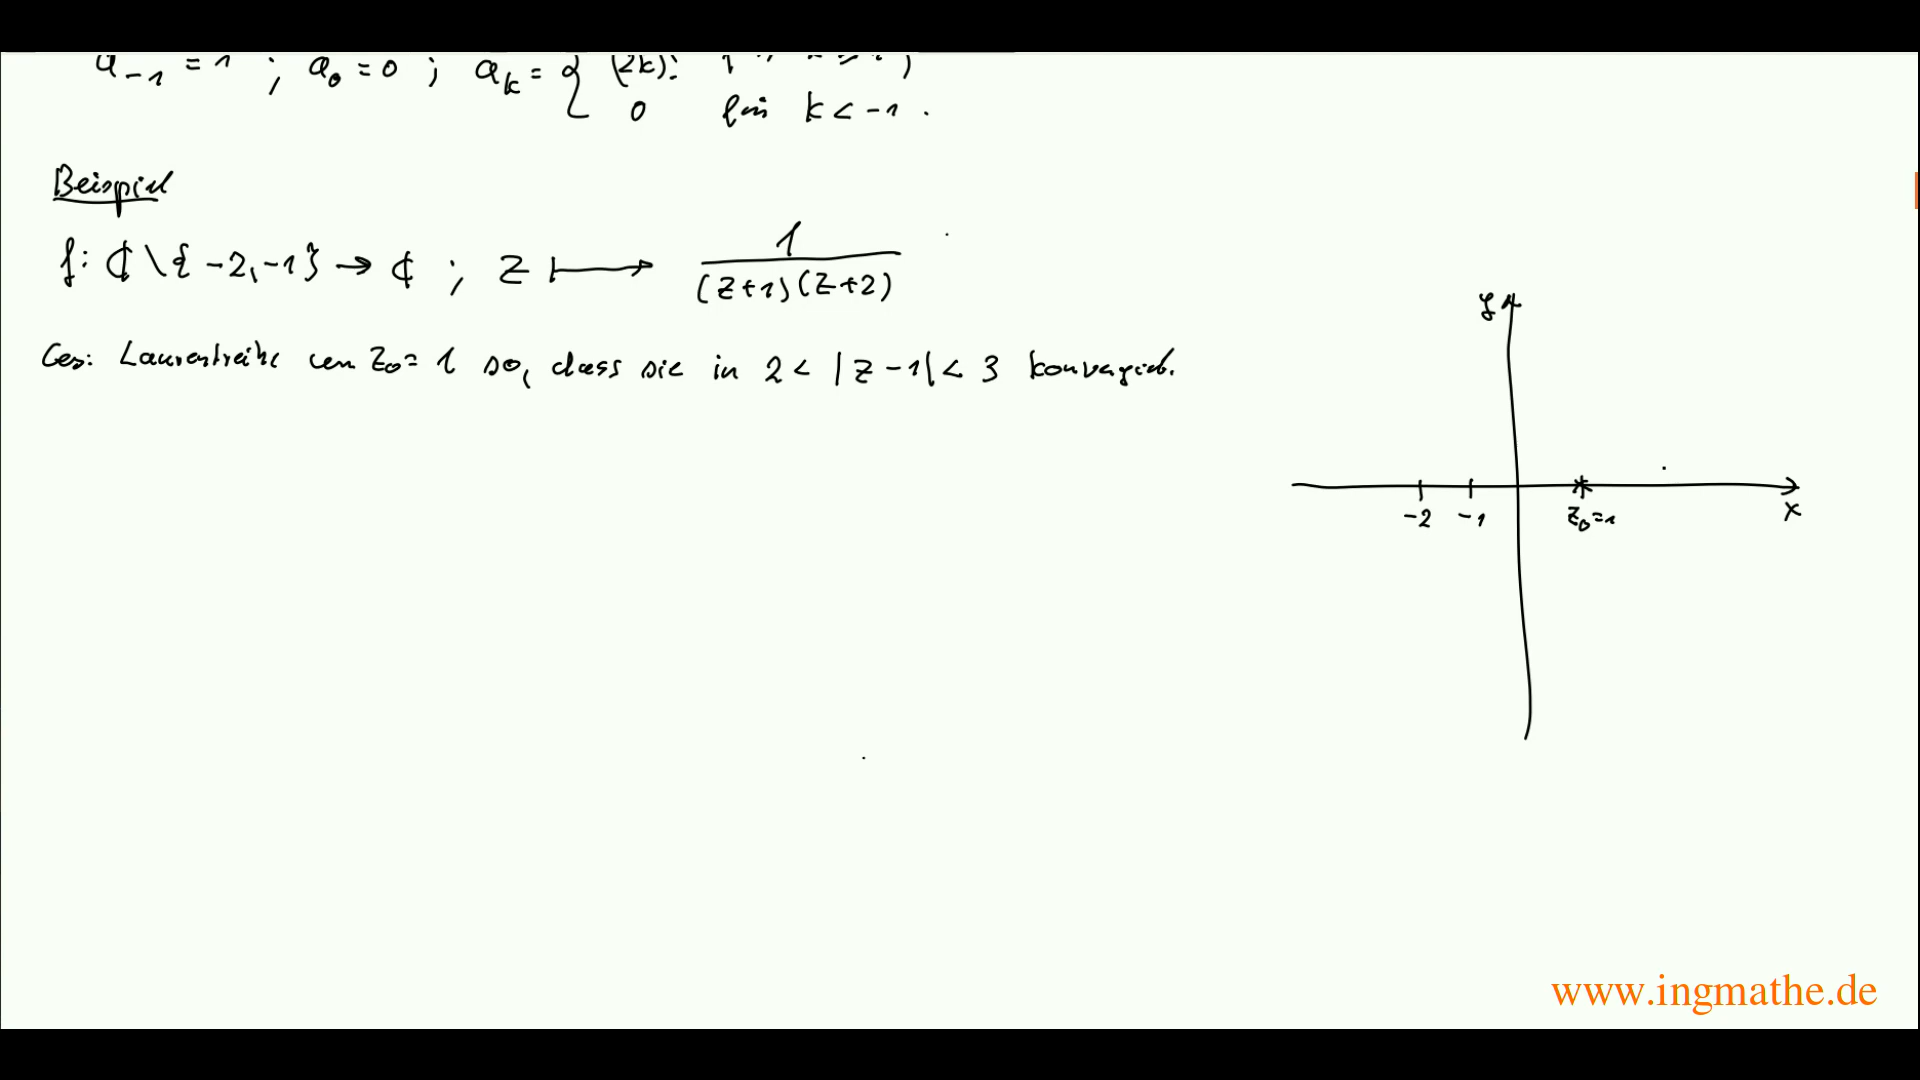 a₋₁ = 1 ; a₀ = 0 ; aₖ = { (2k)!
0 für k < -1 .
Beispiel
f: ℂ \ {-2, -1} → ℂ ; z ⟼ 1/((z+1)(z+2))
Ges: Laurentreihe um z₀ = 1 so, dass sie in 2 < |z - 1| < 3 konvergiert.
y
-2 -1 z₀=1 x
www.ingmathe.de